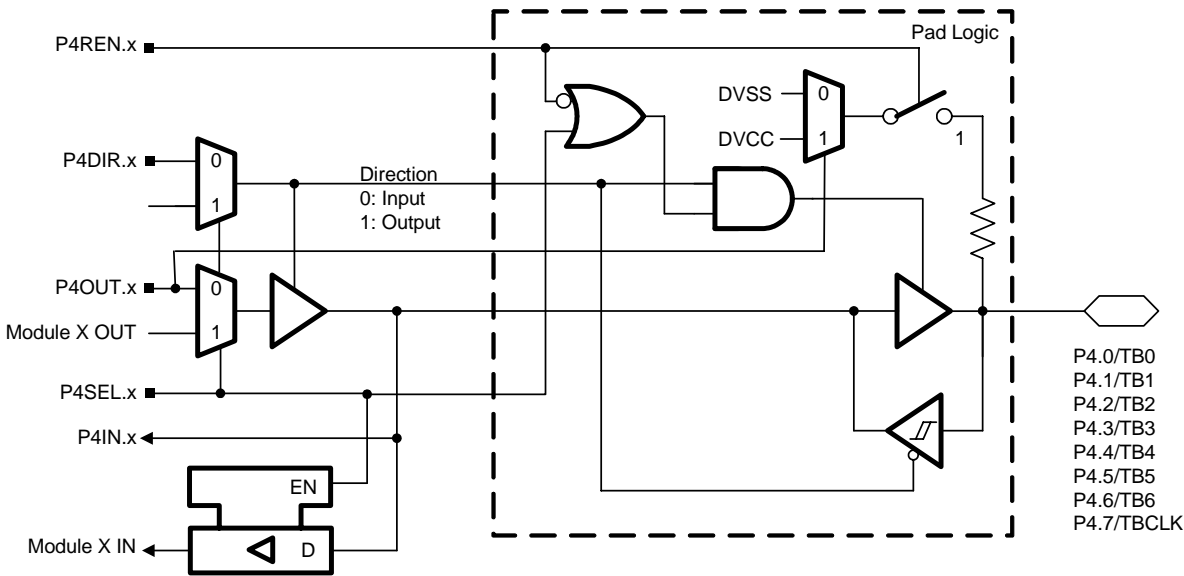 Pad Logic
P4REN.x
DVSS
0
DVCC
1
1
P4DIR.x
0
1
Direction
0: Input
1: Output
P4OUT.x
0
Module X OUT
1
P4SEL.x
P4IN.x
EN
Module X IN
D
P4.0/TB0
P4.1/TB1
P4.2/TB2
P4.3/TB3
P4.4/TB4
P4.5/TB5
P4.6/TB6
P4.7/TBCLK